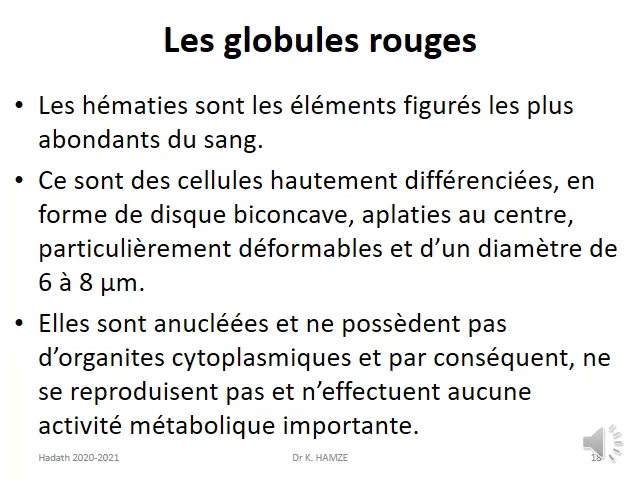 Les globules rouges
• Les hématies sont les éléments figurés les plus
abondants du sang.
• Ce sont des cellules hautement différenciées, en
forme de disque biconcave, aplaties au centre,
particulièrement déformables et d’un diamètre de
6 à 8 µm.
• Elles sont anucléées et ne possèdent pas
d’organites cytoplasmiques et par conséquent, ne
se reproduisent pas et n’effectuent aucune
activité métabolique importante.
Hadath 2020-2021 Dr K. HAMZE 18